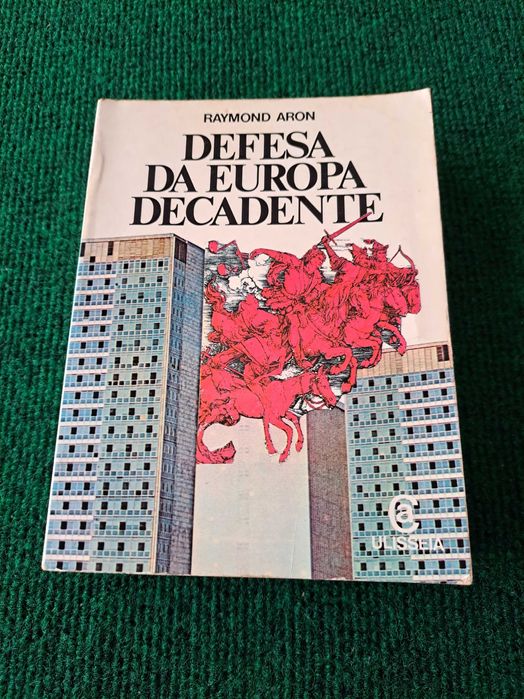 RAYMOND ARON
DEFESA
DA EUROPA
DECADENTE
ULISSEIA